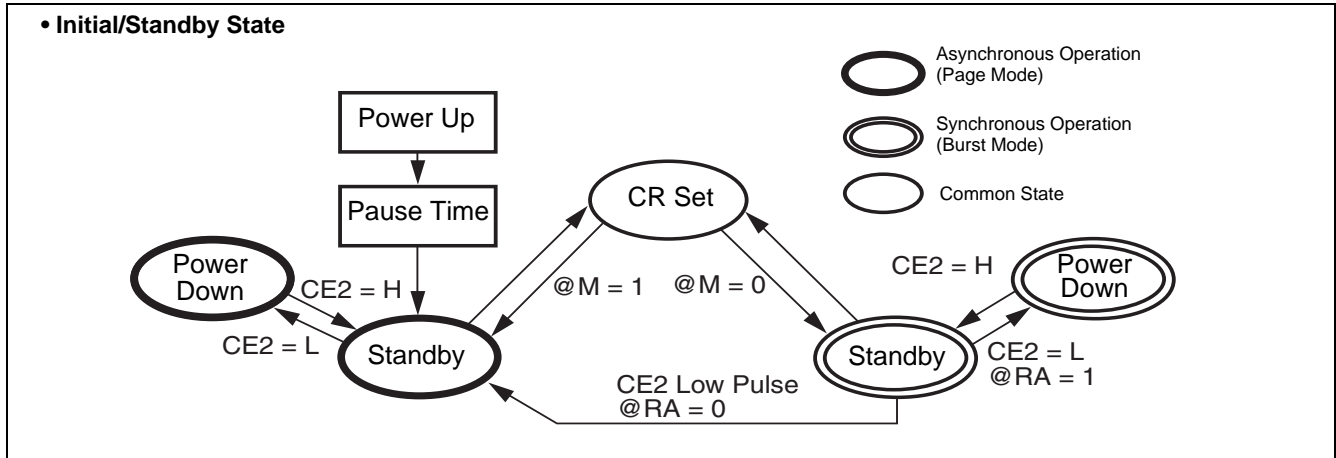 • Initial/Standby State
Asynchronous Operation
(Page Mode)
Synchronous Operation
(Burst Mode)
Common State
Power Up
Pause Time
CR Set
Power
Down
CE2 = H
CE2 = L
Standby
@M = 1
@M = 0
CE2 = H
Power
Down
Standby
CE2 = L
@RA = 1
CE2 Low Pulse
@RA = 0